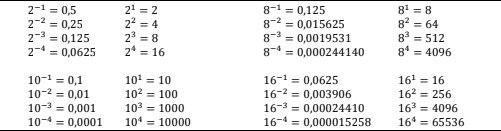 2⁻¹ = 0,5 2¹ = 2 8⁻¹ = 0,125 8¹ = 8
2⁻² = 0,25 2² = 4 8⁻² = 0,015625 8² = 64
2⁻³ = 0,125 2³ = 8 8⁻³ = 0,0019531 8³ = 512
2⁻⁴ = 0,0625 2⁴ = 16 8⁻⁴ = 0,000244140 8⁴ = 4096
10⁻¹ = 0,1 10¹ = 10 16⁻¹ = 0,0625 16¹ = 16
10⁻² = 0,01 10² = 100 16⁻² = 0,003906 16² = 256
10⁻³ = 0,001 10³ = 1000 16⁻³ = 0,00024410 16³ = 4096
10⁻⁴ = 0,0001 10⁴ = 10000 16⁻⁴ = 0,000015258 16⁴ = 65536